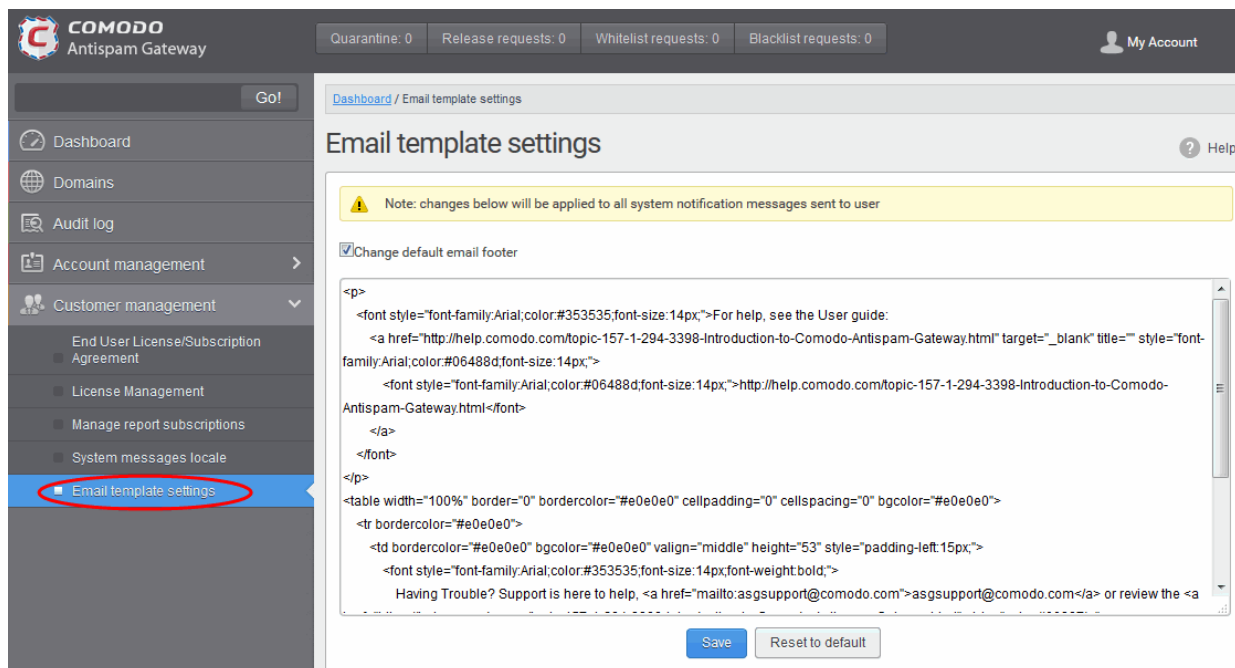 COMODO
Antispam Gateway
Quarantine: 0
Release requests: 0
Whitelist requests: 0
Blacklist requests: 0
My Account
Go!
Dashboard
Domains
Audit log
Account management
Customer management
End User License/Subscription
Agreement
License Management
Manage report subscriptions
System messages locale
Email template settings
Dashboard / Email template settings
Email template settings
Help
Note: changes below will be applied to all system notification messages sent to user
Change default email footer
<p>
<font style="font-family:Arial;color:#353535;font-size:14px;">For help, see the User guide:
<a href="http://help.comodo.com/topic-157-1-294-3398-Introduction-to-Comodo-Antispam-Gateway.html" target="_blank" title="" style="font-
family:Arial;color:#06488d;font-size:14px;">
<font style="font-family:Arial;color:#06488d;font-size:14px;">http://help.comodo.com/topic-157-1-294-3398-Introduction-to-Comodo-
Antispam-Gateway.html</font>
</a>
</font>
</p>
<table width="100%" border="0" bordercolor="#e0e0e0" cellpadding="0" cellspacing="0" bgcolor="#e0e0e0">
<tr bordercolor="#e0e0e0">
<td bordercolor="#e0e0e0" bgcolor="#e0e0e0" valign="middle" height="53" style="padding-left:15px;">
<font style="font-family:Arial;color:#353535;font-size:14px;font-weight:bold;">
Having Trouble? Support is here to help, <a href="mailto:asgsupport@comodo.com">asgsupport@comodo.com</a> or review the <a
Save
Reset to default